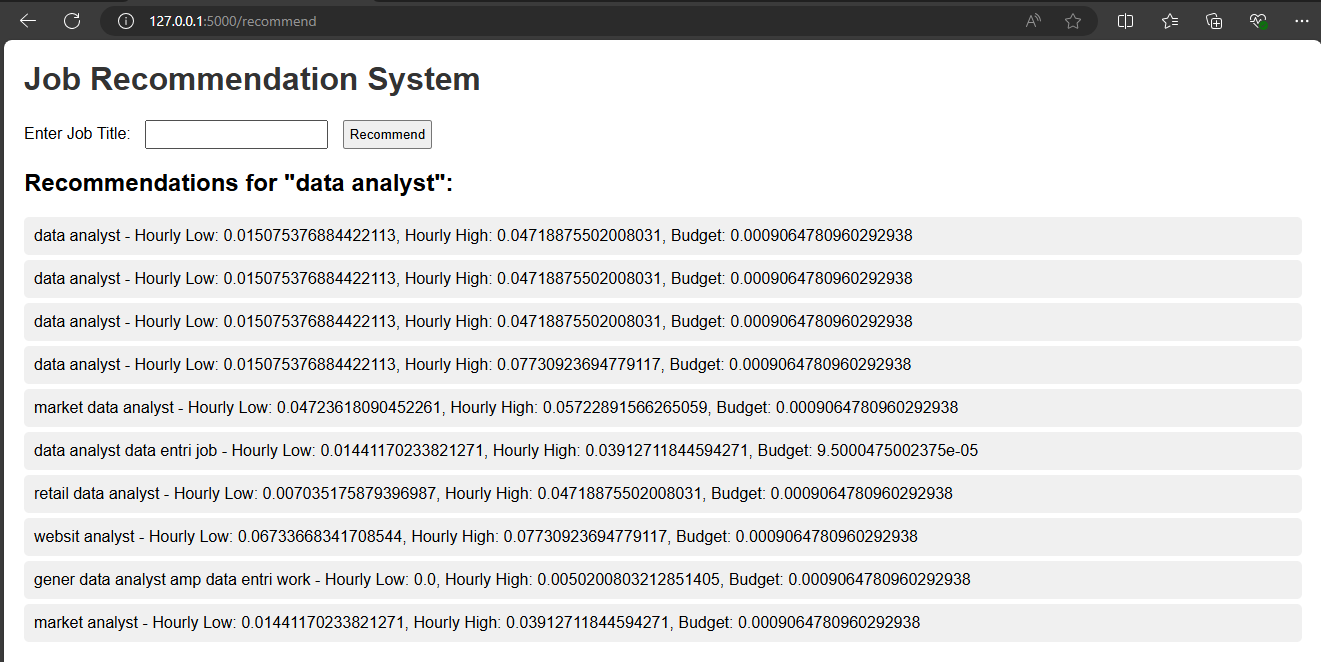 127.0.0.1:5000/recommend
Job Recommendation System
Enter Job Title: Recommend
Recommendations for "data analyst":
data analyst - Hourly Low: 0.015075376884422113, Hourly High: 0.04718875502008031, Budget: 0.0009064780960292938
data analyst - Hourly Low: 0.015075376884422113, Hourly High: 0.04718875502008031, Budget: 0.0009064780960292938
data analyst - Hourly Low: 0.015075376884422113, Hourly High: 0.04718875502008031, Budget: 0.0009064780960292938
data analyst - Hourly Low: 0.015075376884422113, Hourly High: 0.07730923694779117, Budget: 0.0009064780960292938
market data analyst - Hourly Low: 0.04723618090452261, Hourly High: 0.05722891566265059, Budget: 0.0009064780960292938
data analyst data entri job - Hourly Low: 0.01441170233821271, Hourly High: 0.03912711844594271, Budget: 9.5000475002375e-05
retail data analyst - Hourly Low: 0.007035175879396987, Hourly High: 0.04718875502008031, Budget: 0.0009064780960292938
websit analyst - Hourly Low: 0.06733668341708544, Hourly High: 0.07730923694779117, Budget: 0.0009064780960292938
gener data analyst amp data entri work - Hourly Low: 0.0, Hourly High: 0.0050200803212851405, Budget: 0.0009064780960292938
market analyst - Hourly Low: 0.01441170233821271, Hourly High: 0.03912711844594271, Budget: 0.0009064780960292938